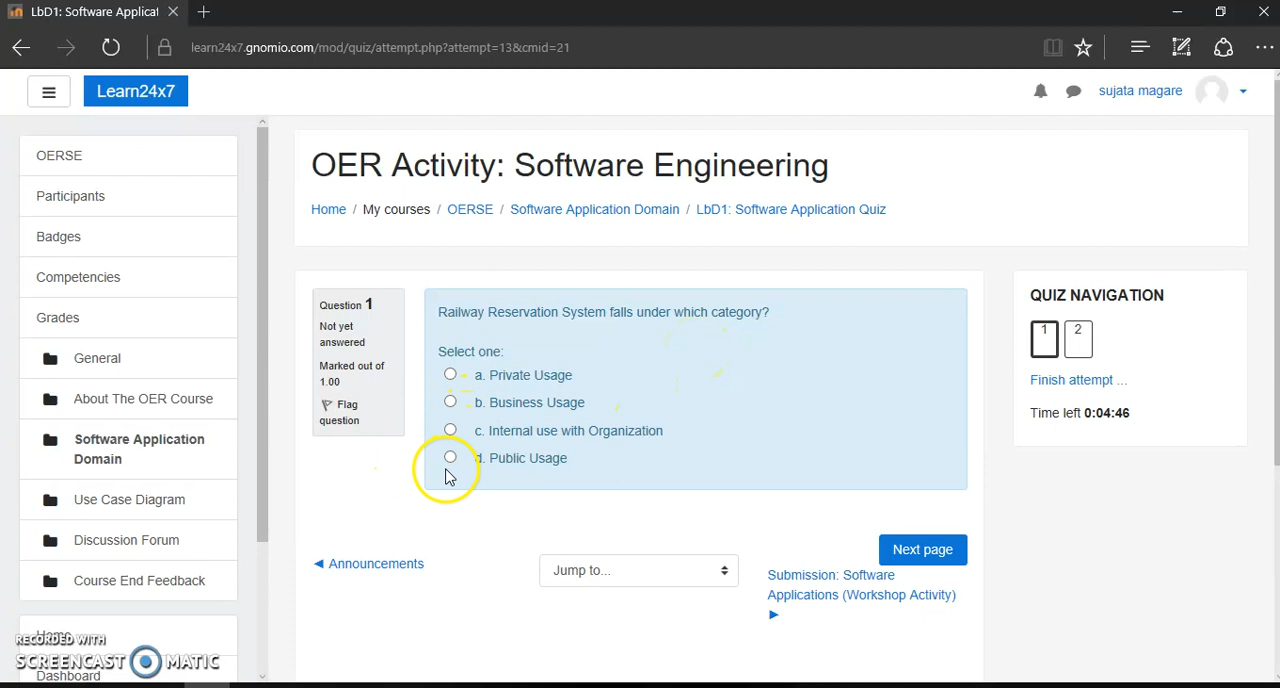 LbD1: Software Applicat
learn24x7.gnomio.com/mod/quiz/attempt.php?attempt=13&cmid=21
Learn24x7
sujata magare
OERSE
Participants
Badges
Competencies
Grades
General
About The OER Course
Software Application
Domain
Use Case Diagram
Discussion Forum
Course End Feedback
Home
Dashboard
RECORDED WITH
SCREENCAST MATIC
OER Activity: Software Engineering
Home / My courses / OERSE / Software Application Domain / LbD1: Software Application Quiz
Question 1
Not yet
answered
Marked out of
1.00
Flag
question
Railway Reservation System falls under which category?
Select one:
a. Private Usage
b. Business Usage
c. Internal use with Organization
d. Public Usage
Next page
◀ Announcements
Jump to...
Submission: Software
Applications (Workshop Activity)
▶
QUIZ NAVIGATION
1 2
Finish attempt ...
Time left 0:04:46